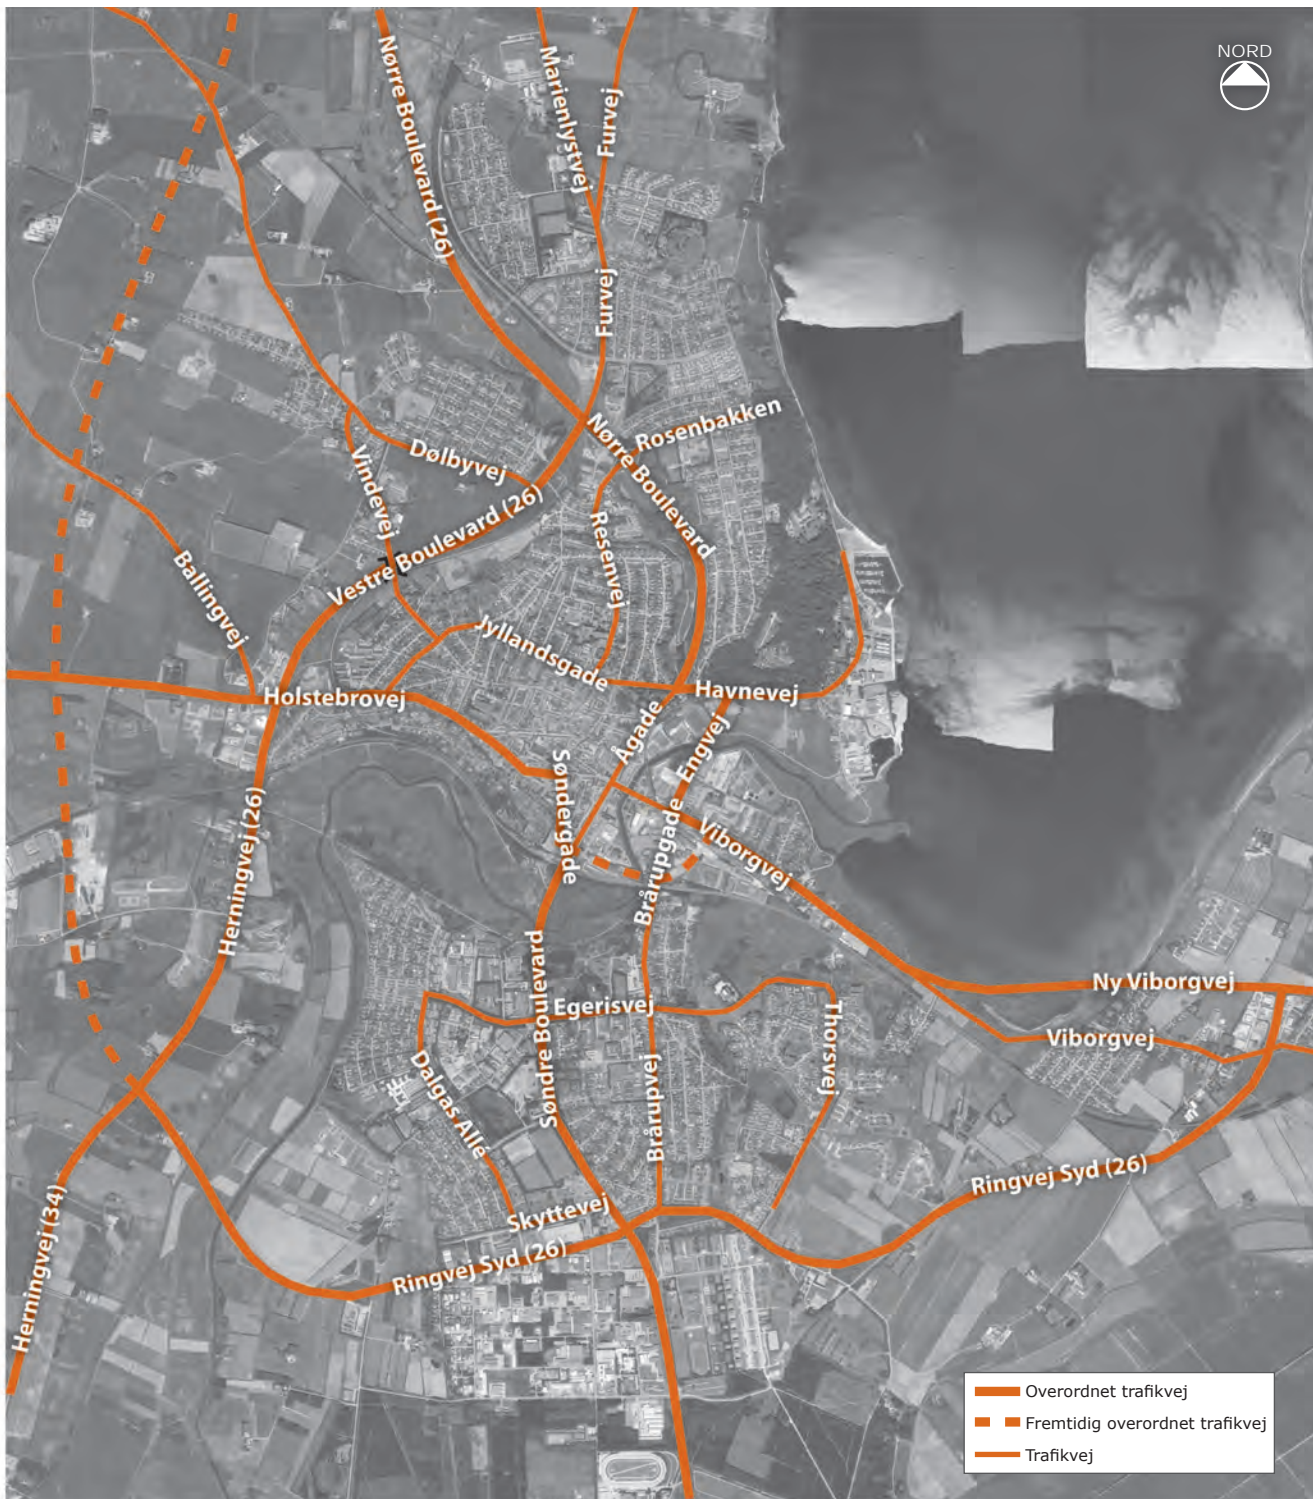 NORD
Nørre Boulevard (26)
Marienlystvej
Furvej
Furvej
Nørre Boulevard
Rosenbakken
Dølbyvej
Vindevej
Vestre Boulevard (26)
Resenvej
Ballingvej
Jyllandsgade
Holstebrovej
Havnevej
Ågade
Engvej
Søndergade
Brårupgade
Viborgvej
Herningvej (26)
Søndre Boulevard
Egerisvej
Ny Viborgvej
Viborgvej
Thorsvej
Dalgas Allé
Brårupvej
Ringvej Syd (26)
Skyttevej
Ringvej Syd (26)
Herningvej (34)
Overordnet trafikvej
Fremtidig overordnet trafikvej
Trafikvej